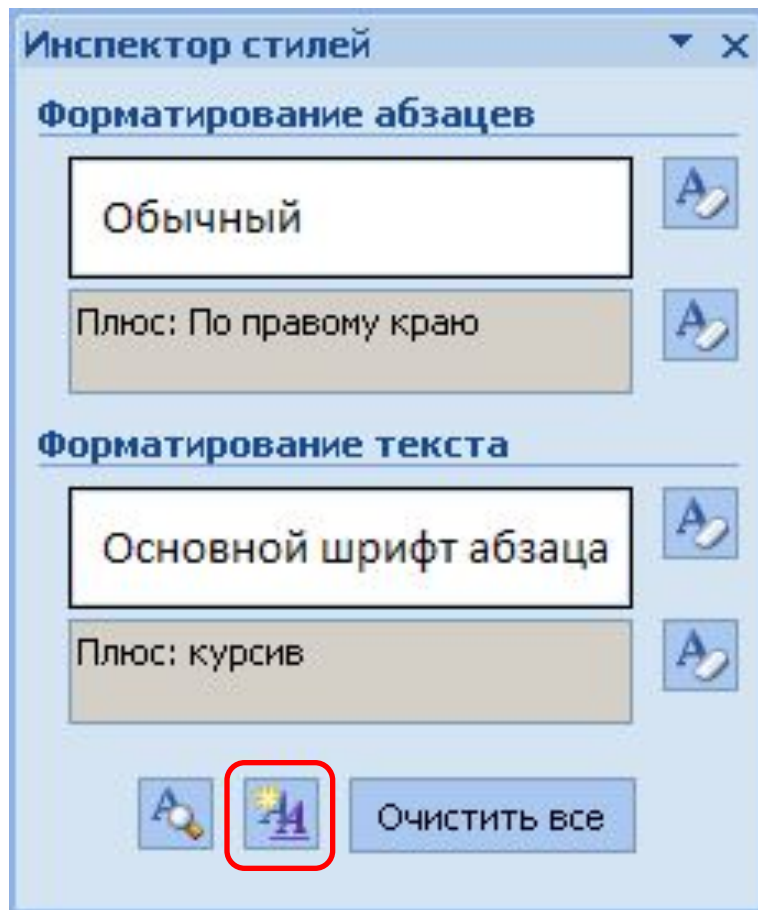 Инспектор стилей
Форматирование абзацев
Обычный
Плюс: По правому краю
Форматирование текста
Основной шрифт абзаца
Плюс: курсив
Очистить все